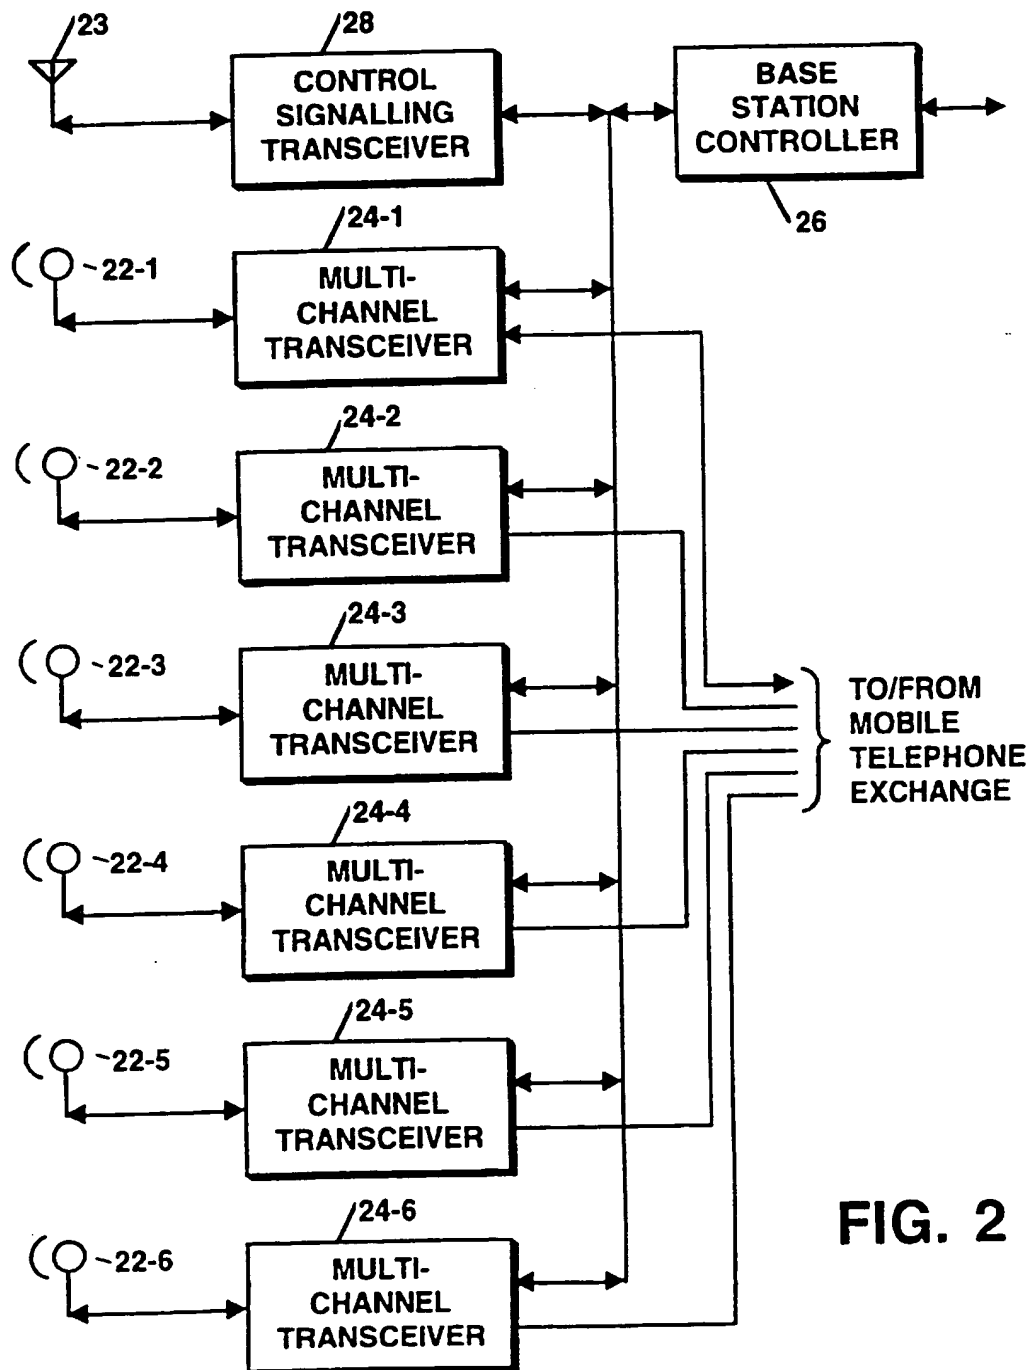 23
28
CONTROL
SIGNALLING
TRANSCEIVER
BASE
STATION
CONTROLLER
26
24-1
22-1
MULTI-
CHANNEL
TRANSCEIVER
24-2
22-2
MULTI-
CHANNEL
TRANSCEIVER
24-3
22-3
MULTI-
CHANNEL
TRANSCEIVER
TO/FROM
MOBILE
TELEPHONE
EXCHANGE
24-4
22-4
MULTI-
CHANNEL
TRANSCEIVER
24-5
22-5
MULTI-
CHANNEL
TRANSCEIVER
24-6
22-6
MULTI-
CHANNEL
TRANSCEIVER
FIG. 2